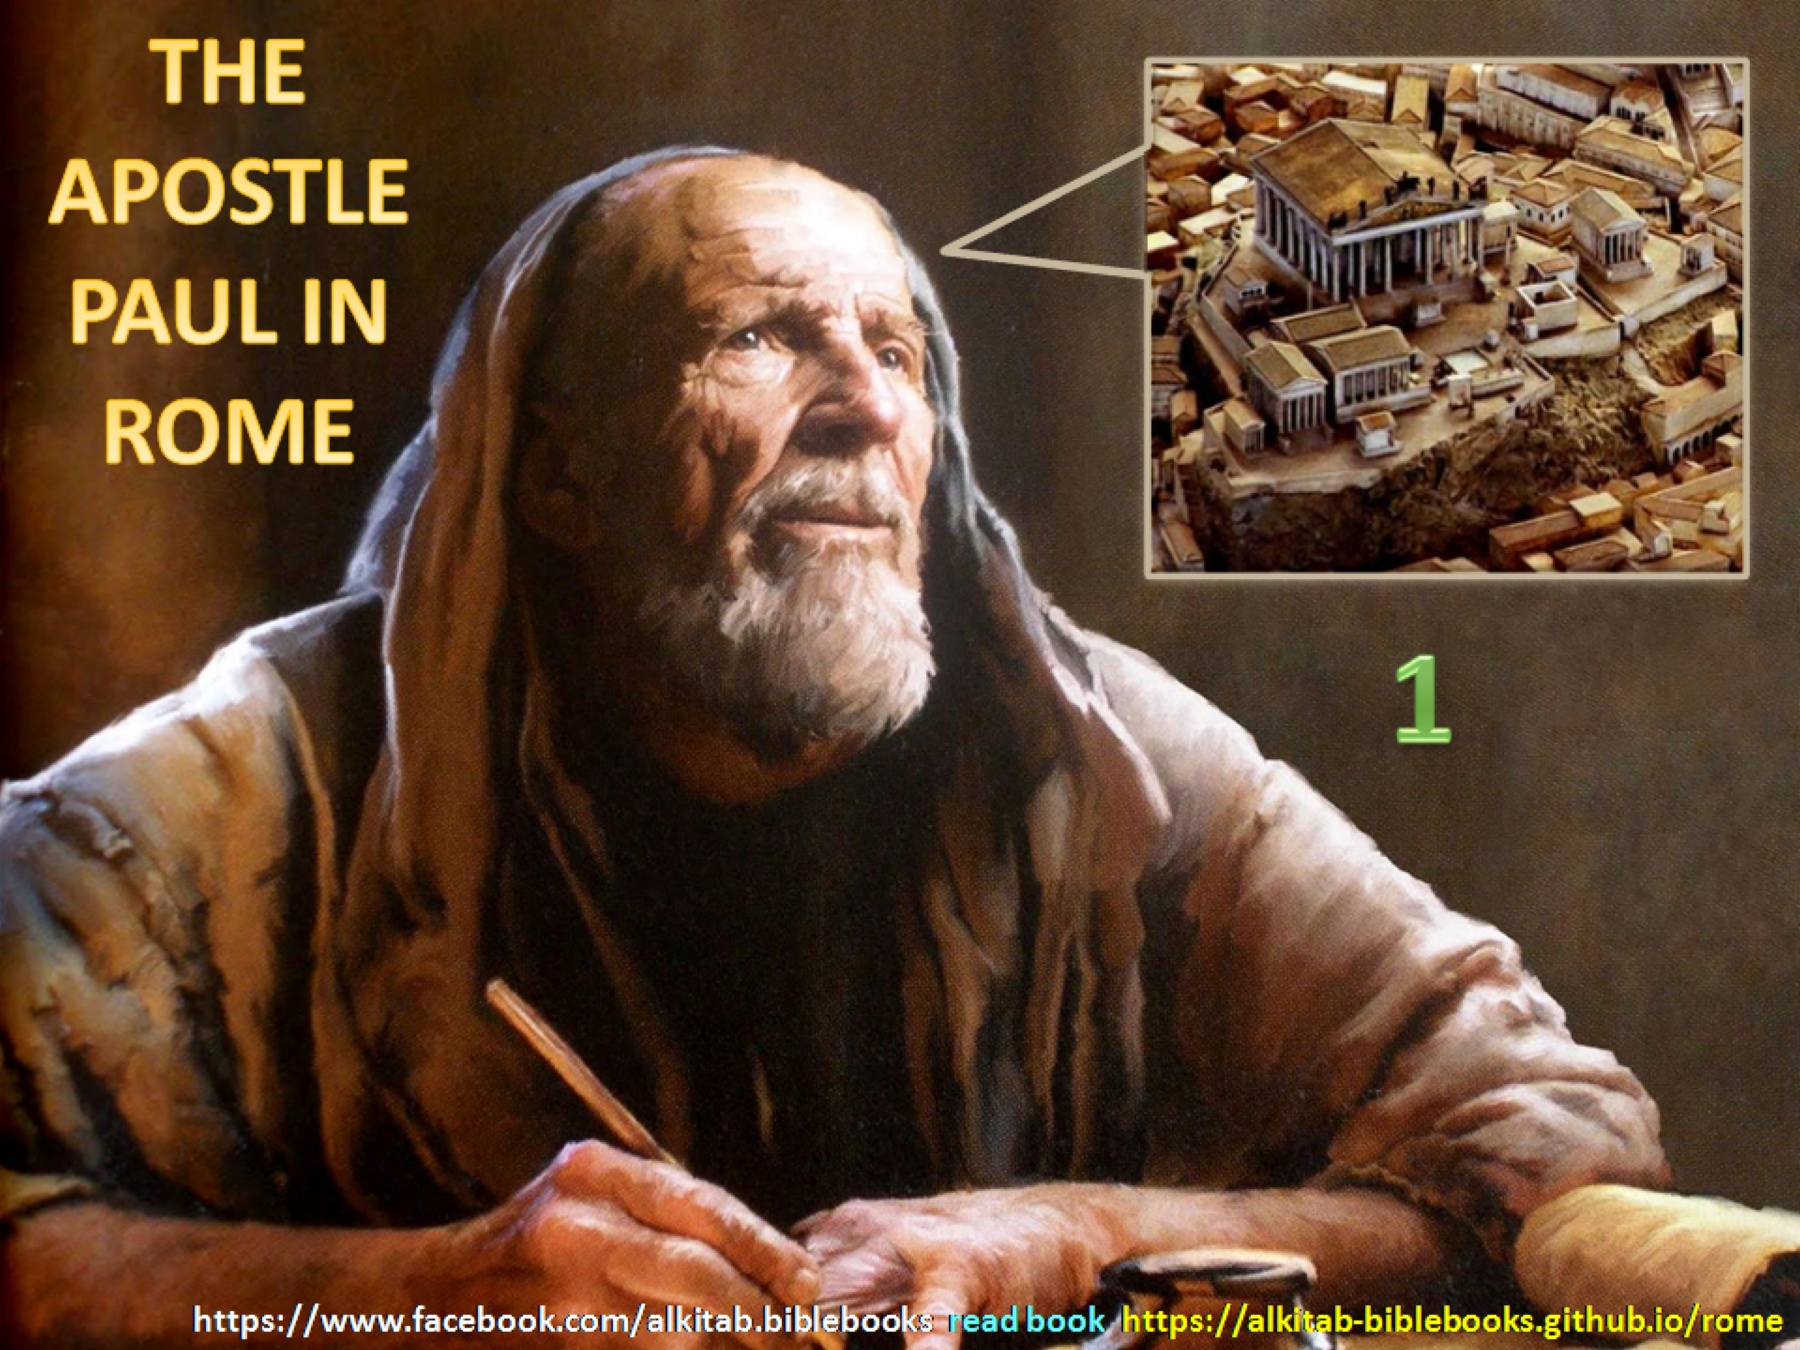 THE
APOSTLE
PAUL IN
ROME
1
https://www.facebook.com/alkitab.biblebooks read book https://alkitab-biblebooks.github.io/rome